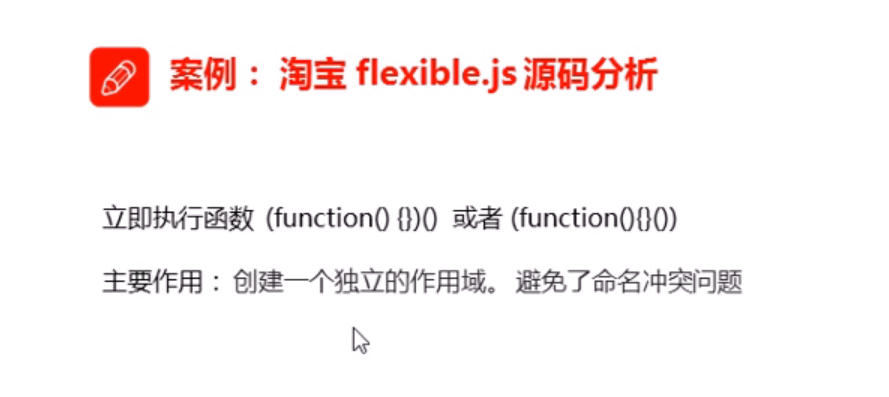 案例： 淘宝 flexible.js 源码分析
立即执行函数 (function() {})() 或者 (function(){}())
主要作用： 创建一个独立的作用域。 避免了命名冲突问题